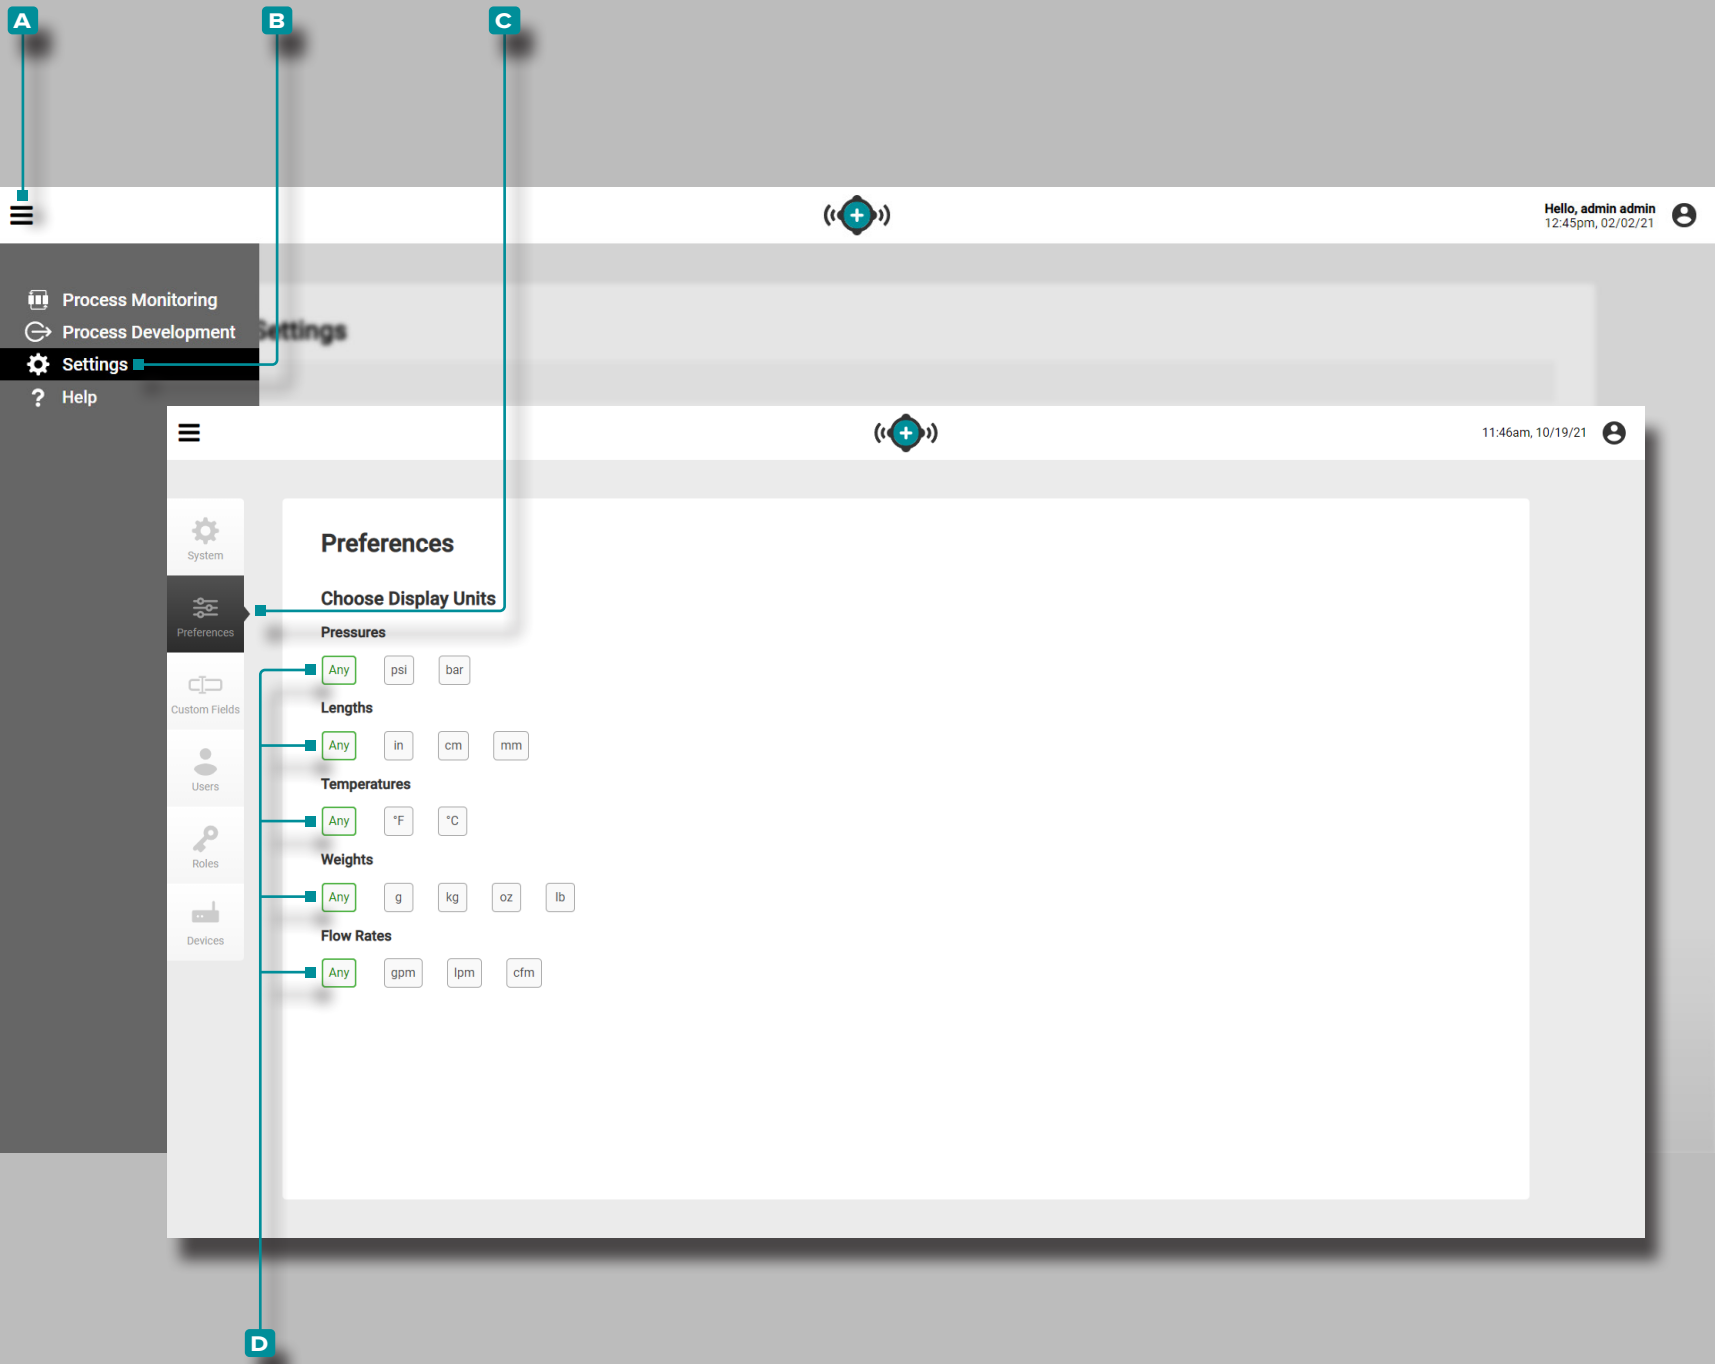 A B C
Hello, admin admin
12:45pm, 02/02/21
Process Monitoring
Process Development
Settings
Settings
Help
11:46am, 10/19/21
System
Preferences
Custom Fields
Users
Roles
Devices
Preferences
Choose Display Units
Pressures
Any psi bar
Lengths
Any in cm mm
Temperatures
Any °F °C
Weights
Any g kg oz lb
Flow Rates
Any gpm lpm cfm
D